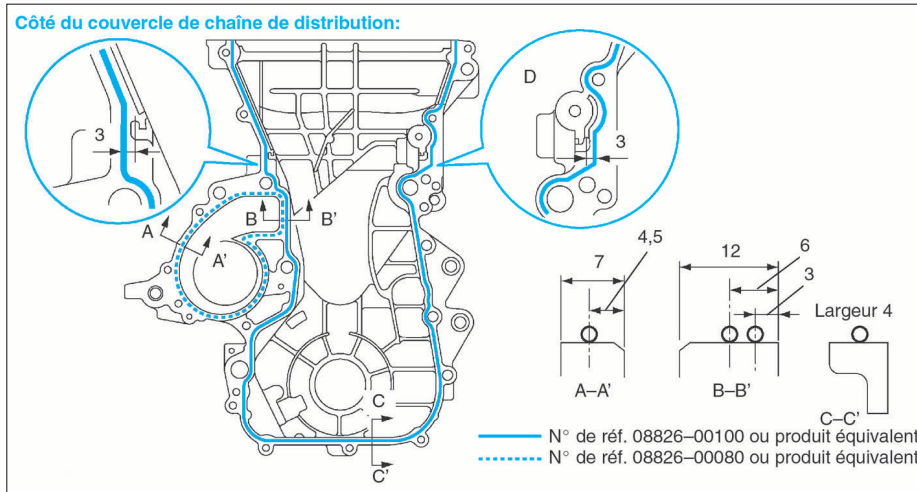 Côté du couvercle de chaîne de distribution:
D
3
3
A
A'
B
B'
7
4,5
12
6
3
Largeur 4
A–A'
B–B'
C–C'
C
C'
N° de réf. 08826–00100 ou produit équivalent
N° de réf. 08826–00080 ou produit équivalent